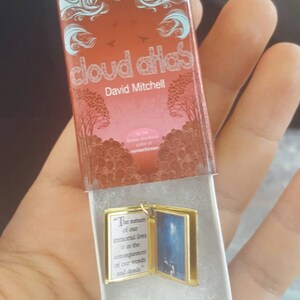 cloud atlas
David Mitchell
"The nature
of our
immortal lives
is in the
consequences
of our words
and deeds."